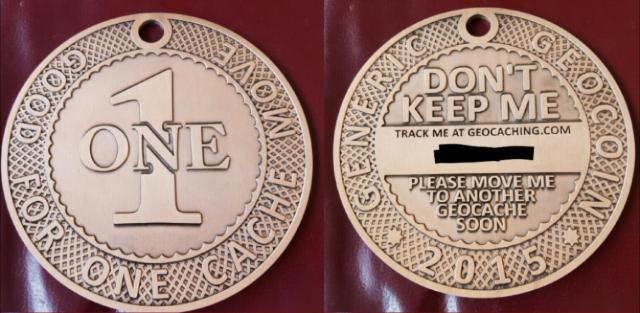 GOOD FOR ONE CACHE MOVE
1
ONE
GENERIC GEOCOIN
DON'T
KEEP ME
TRACK ME AT GEOCACHING.COM
PLEASE MOVE ME
TO ANOTHER
GEOCACHE
SOON
2015